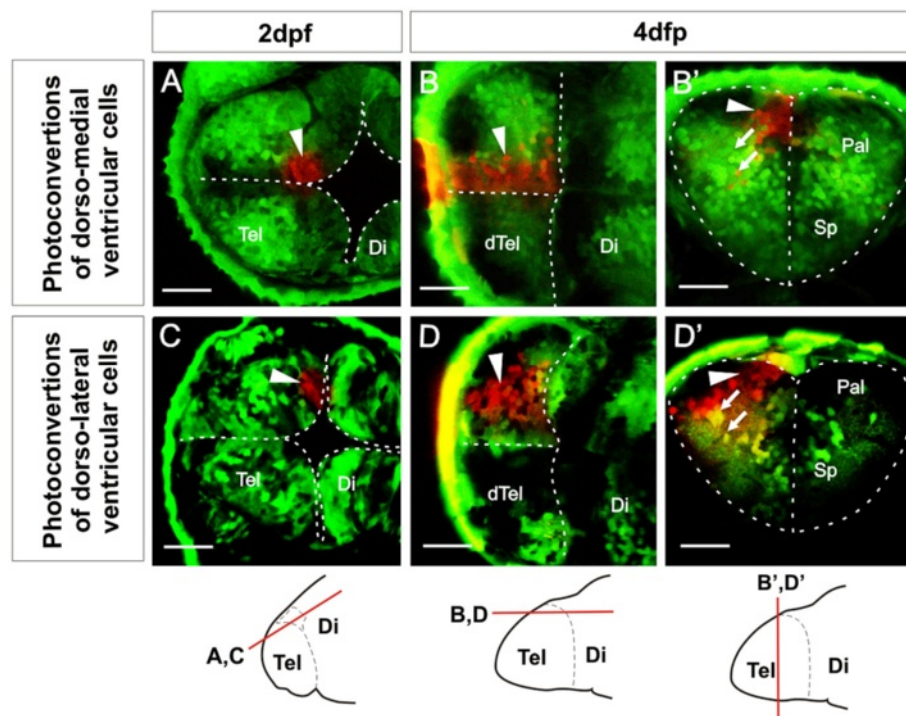 2dpf
4dfp
Photoconvertions
of dorso-medial
ventricular cells
A
Tel
Di
B
dTel
Di
B’
Pal
Sp
Photoconvertions
of dorso-lateral
ventricular cells
C
Tel
Di
D
dTel
Di
D’
Pal
Sp
A,C
Tel
Di
B,D
Tel
Di
B’,D’
Tel
Di